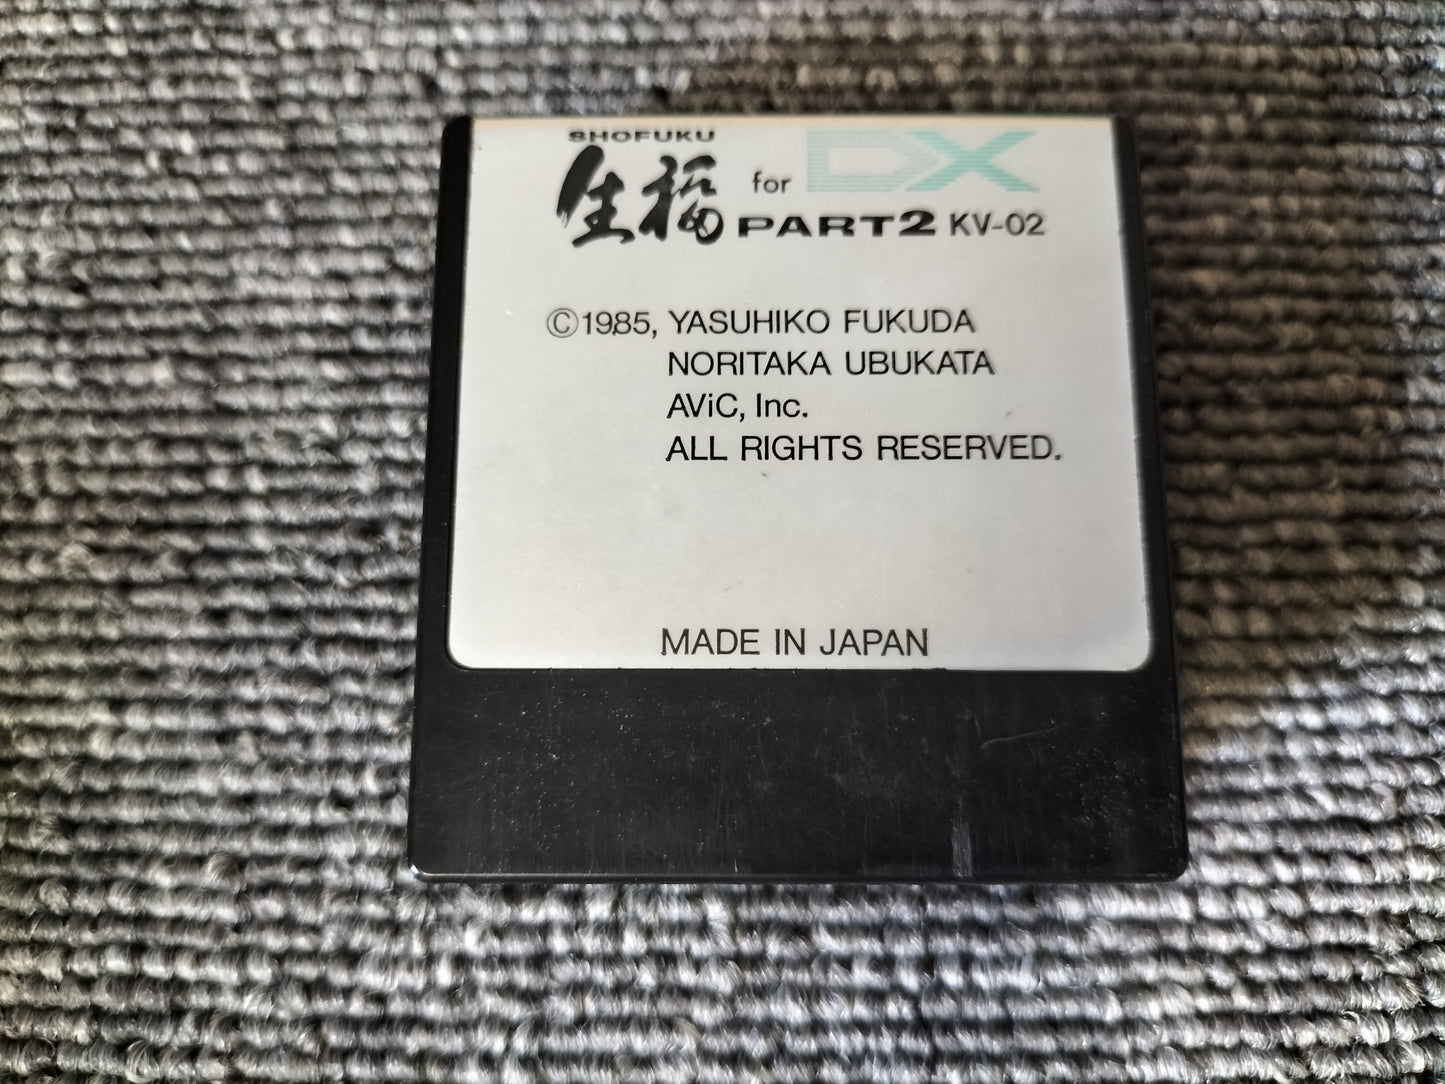 SHOFUKU
生福 for DX
PART2 KV-02
©1985, YASUHIKO FUKUDA
NORITAKA UBUKATA
AViC, Inc.
ALL RIGHTS RESERVED.
MADE IN JAPAN